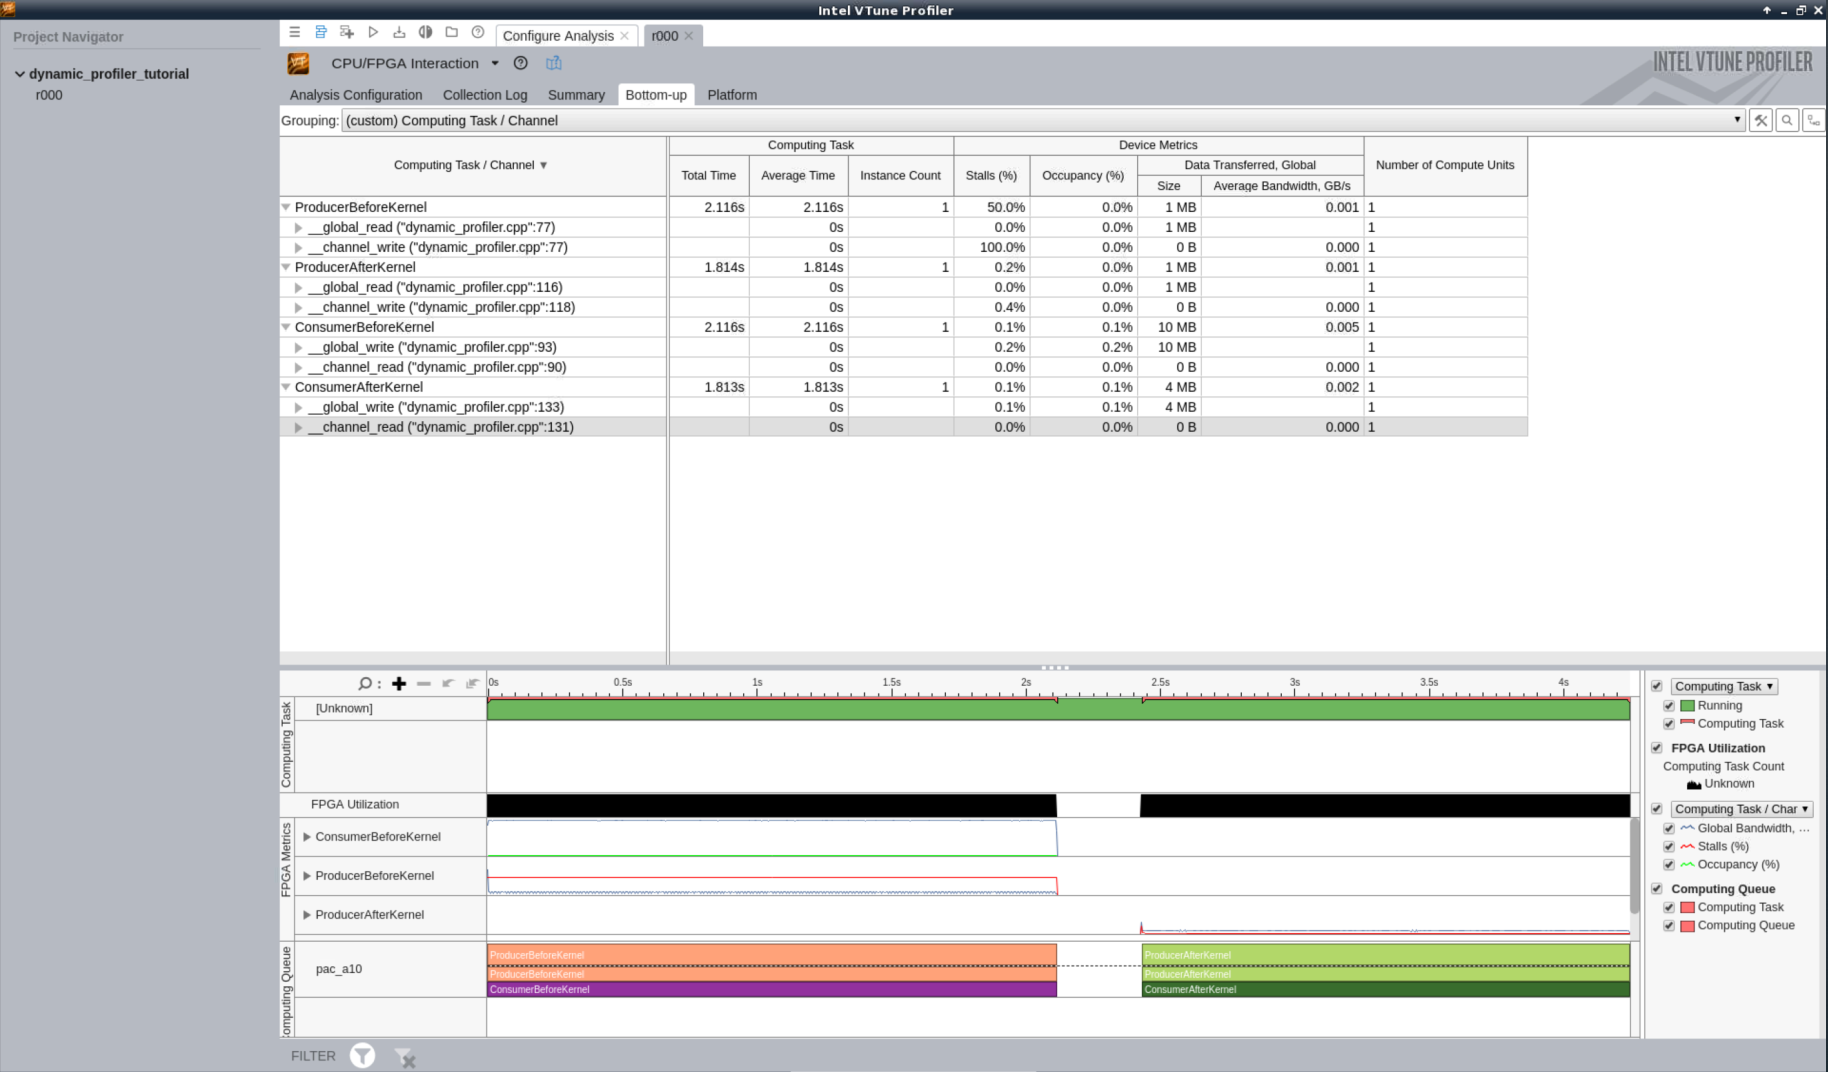 Intel VTune Profiler
Project Navigator
dynamic_profiler_tutorial
r000
Configure Analysis
r000
CPU/FPGA Interaction
INTEL VTUNE PROFILER
Analysis Configuration Collection Log Summary Bottom-up Platform
Grouping: (custom) Computing Task / Channel
Computing Task / Channel
Computing Task
Device Metrics
Number of Compute Units
Total Time Average Time Instance Count Stalls (%) Occupancy (%) Data Transferred, Global
Size Average Bandwidth, GB/s
ProducerBeforeKernel 2.116s 2.116s 1 50.0% 0.0% 1 MB 0.001 1
__global_read ("dynamic_profiler.cpp":77) 0s 0.0% 0.0% 1 MB 1
__channel_write ("dynamic_profiler.cpp":77) 0s 100.0% 0.0% 0 B 0.000 1
ProducerAfterKernel 1.814s 1.814s 1 0.2% 0.0% 1 MB 0.001 1
__global_read ("dynamic_profiler.cpp":116) 0s 0.0% 0.0% 1 MB 1
__channel_write ("dynamic_profiler.cpp":118) 0s 0.4% 0.0% 0 B 0.000 1
ConsumerBeforeKernel 2.116s 2.116s 1 0.1% 0.1% 10 MB 0.005 1
__global_write ("dynamic_profiler.cpp":93) 0s 0.2% 0.2% 10 MB 1
__channel_read ("dynamic_profiler.cpp":90) 0s 0.0% 0.0% 0 B 0.000 1
ConsumerAfterKernel 1.813s 1.813s 1 0.1% 0.1% 4 MB 0.002 1
__global_write ("dynamic_profiler.cpp":133) 0s 0.1% 0.1% 4 MB 1
__channel_read ("dynamic_profiler.cpp":131) 0s 0.0% 0.0% 0 B 0.000 1
0s 0.5s 1s 1.5s 2s 2.5s 3s 3.5s 4s
Computing Task
[Unknown]
FPGA Utilization
FPGA Metrics
ConsumerBeforeKernel
ProducerBeforeKernel
ProducerAfterKernel
omputing Queue
pac_a10
ProducerBeforeKernel
ProducerBeforeKernel
ConsumerBeforeKernel
ProducerAfterKernel
ProducerAfterKernel
ConsumerAfterKernel
Computing Task
Running
Computing Task
FPGA Utilization
Computing Task Count
Unknown
Computing Task / Char
Global Bandwidth, ...
Stalls (%)
Occupancy (%)
Computing Queue
Computing Task
Computing Queue
FILTER